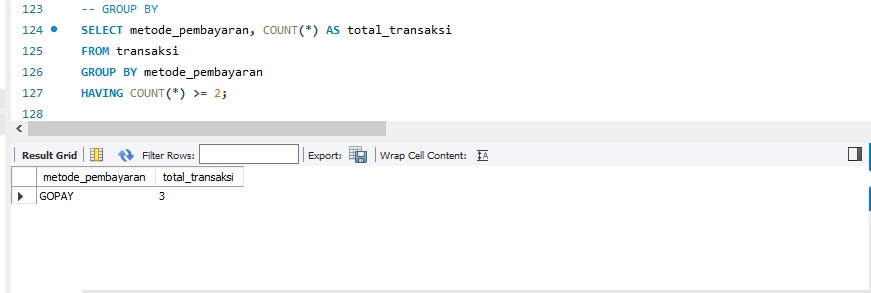 123 -- GROUP BY
124 SELECT metode_pembayaran, COUNT(*) AS total_transaksi
125 FROM transaksi
126 GROUP BY metode_pembayaran
127 HAVING COUNT(*) >= 2;
128
Result Grid Filter Rows: Export: Wrap Cell Content: IA
metode_pembayaran total_transaksi
GOPAY 3